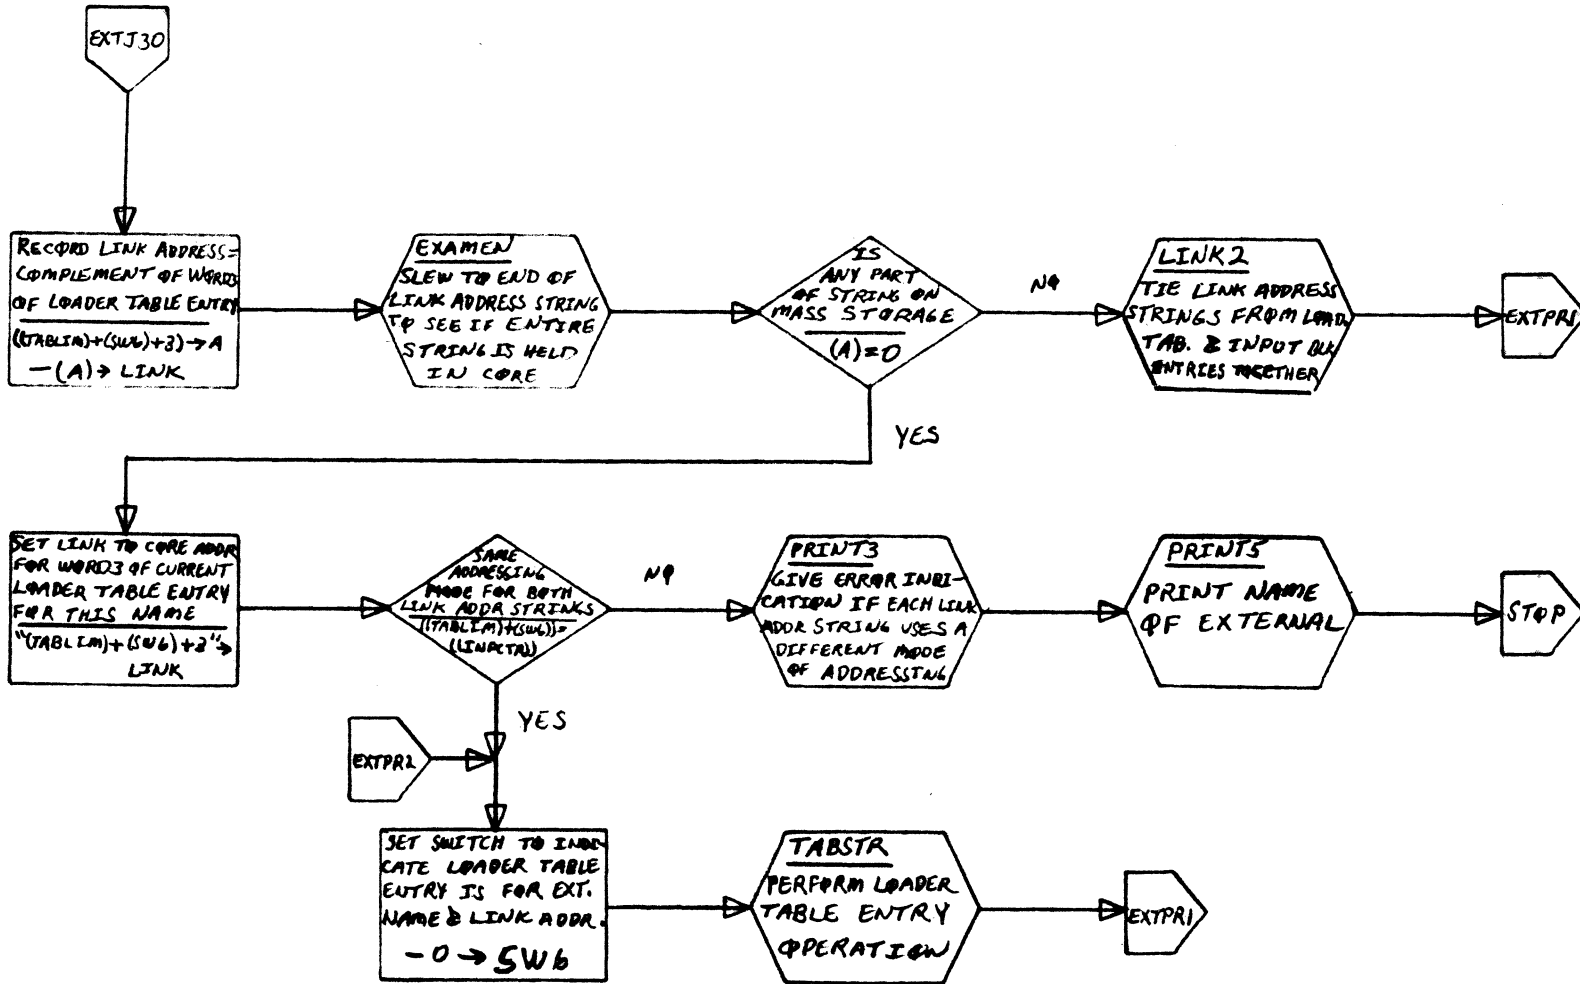 EXTJ30
RECORD LINK ADDRESS=
COMPLEMENT OF WORD3
OF LOADER TABLE ENTRY
((TABLIM)+(SW6)+3)→A
—(A)→ LINK
EXAMEN
SLEW TO END OF
LINK ADDRESS STRING
TO SEE IF ENTIRE
STRING IS HELD
IN CORE
IS
ANY PART
OF STRING ON
MASS STORAGE
(A)=0
NO
YES
LINK2
TIE LINK ADDRESS
STRINGS FROM LOAD.
TAB. & INPUT BLK
ENTRIES TOGETHER
EXTPR1
SET LINK TO CORE ADDR
FOR WORD3 OF CURRENT
LOADER TABLE ENTRY
FOR THIS NAME
"(TABLIM)+(SW6)+3"→
LINK
SAME
ADDRESSING
MODE FOR BOTH
LINK ADDR STRINGS
((TABLIM)+(SW6))=
NO
YES
PRINT3
GIVE ERROR INDI-
CATION IF EACH LINK
ADDR STRING USES A
DIFFERENT MODE
OF ADDRESSING
PRINT5
PRINT NAME
OF EXTERNAL
STOP
EXTPR2
SET SWITCH TO INDI-
CATE LOADER TABLE
ENTRY IS FOR EXT.
NAME & LINK ADDR.
-0→SW6
TABSTR
PERFORM LOADER
TABLE ENTRY
OPERATION
EXTPR1